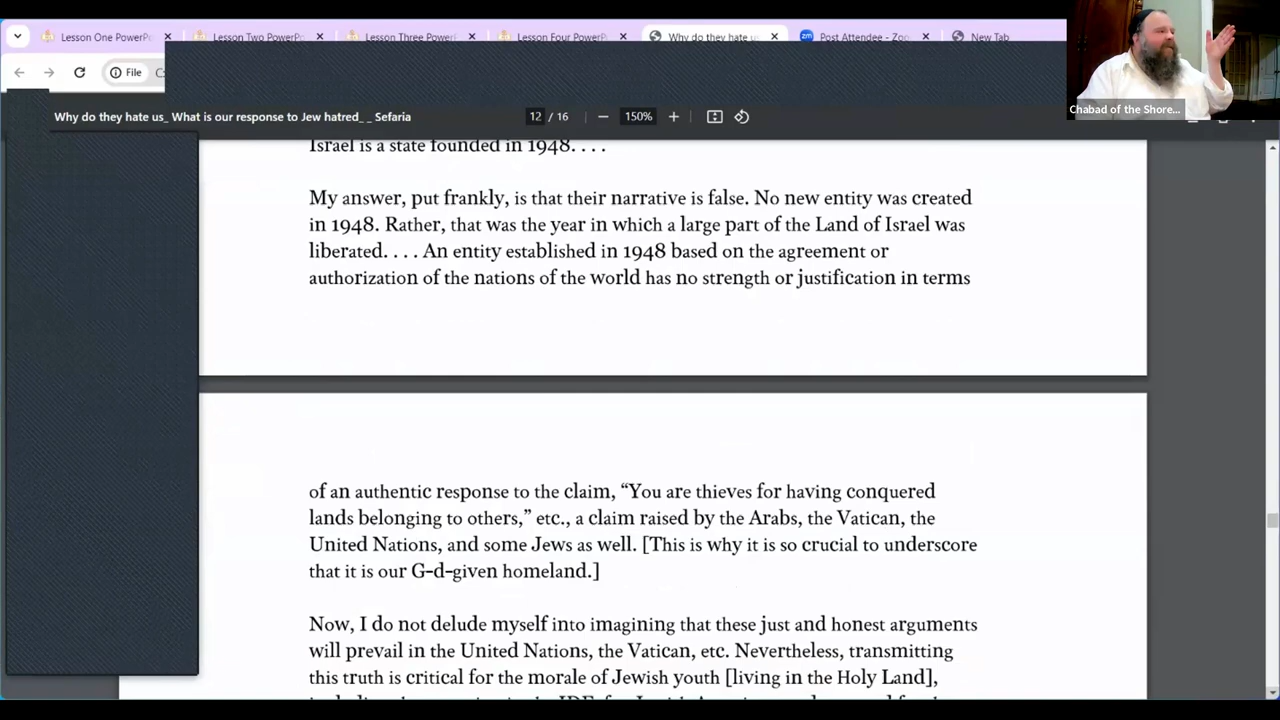 Lesson One PowerP
Lesson Two PowerPo
Lesson Three PowerP
Lesson Four PowerP
Why do they hate us
zm Post Attendee - Zoo
New Tab
File
Chabad of the Shore...
Why do they hate us_ What is our response to Jew hatred_ _ Sefaria
12 / 16
150%
Israel is a state founded in 1948. . . .
My answer, put frankly, is that their narrative is false. No new entity was created
in 1948. Rather, that was the year in which a large part of the Land of Israel was
liberated. . . . An entity established in 1948 based on the agreement or
authorization of the nations of the world has no strength or justification in terms
of an authentic response to the claim, “You are thieves for having conquered
lands belonging to others,” etc., a claim raised by the Arabs, the Vatican, the
United Nations, and some Jews as well. [This is why it is so crucial to underscore
that it is our G-d-given homeland.]
Now, I do not delude myself into imagining that these just and honest arguments
will prevail in the United Nations, the Vatican, etc. Nevertheless, transmitting
this truth is critical for the morale of Jewish youth [living in the Holy Land],